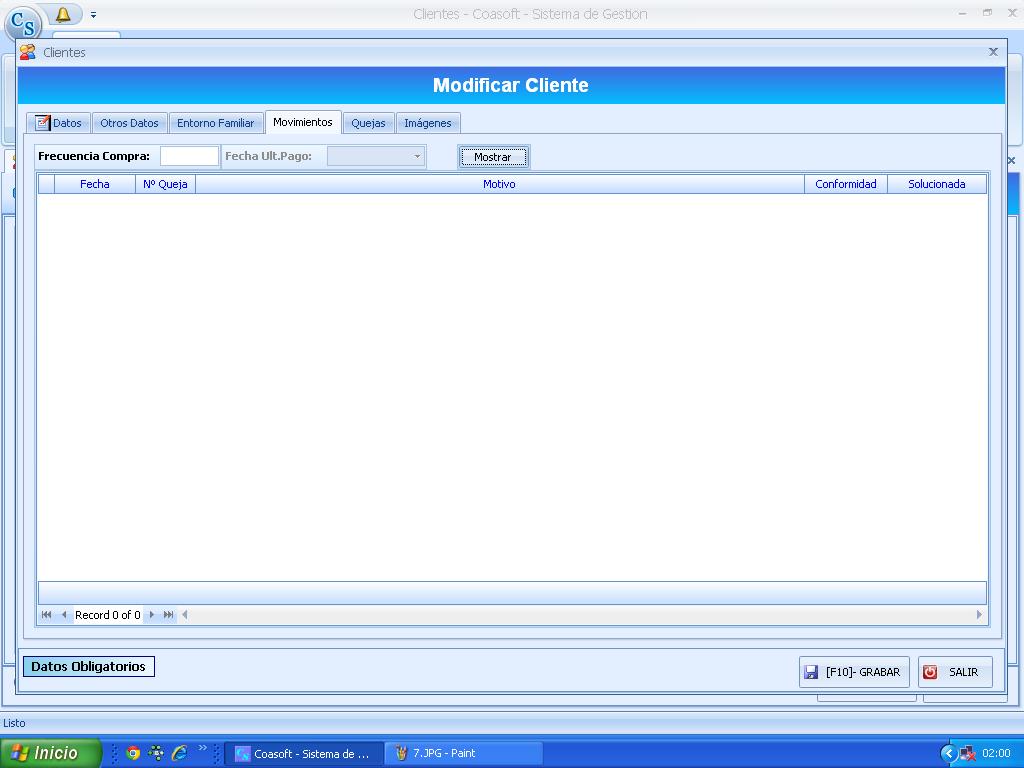 CS
Clientes - Coasoft - Sistema de Gestión
Clientes
Modificar Cliente
Datos Otros Datos Entorno Familiar Movimientos Quejas Imágenes
Frecuencia Compra: Fecha Ult.Pago: Mostrar
Fecha Nº Queja Motivo Conformidad Solucionada
Record 0 of 0
Datos Obligatorios
[F10]- GRABAR SALIR
Listo
Inicio Coasoft - Sistema de ... 7.JPG - Paint 02:00